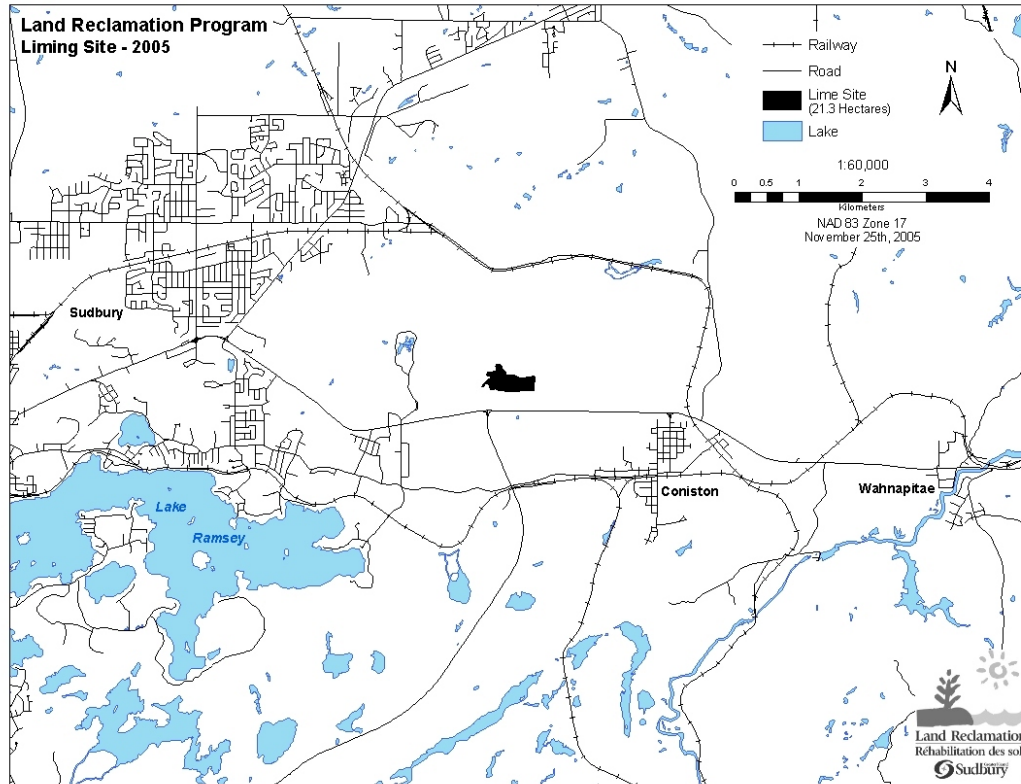 Land Reclamation Program
Liming Site - 2005
Railway
Road
Lime Site
(21.3 Hectares)
Lake
N
1:60,000
0 0.5 1 2 3 4
Kilometers
NAD 83 Zone 17
November 25th, 2005
Sudbury
Lake
Ramsey
Coniston
Wahnapitae
Land Reclamation
Réhabilitation des sol
Sudbury